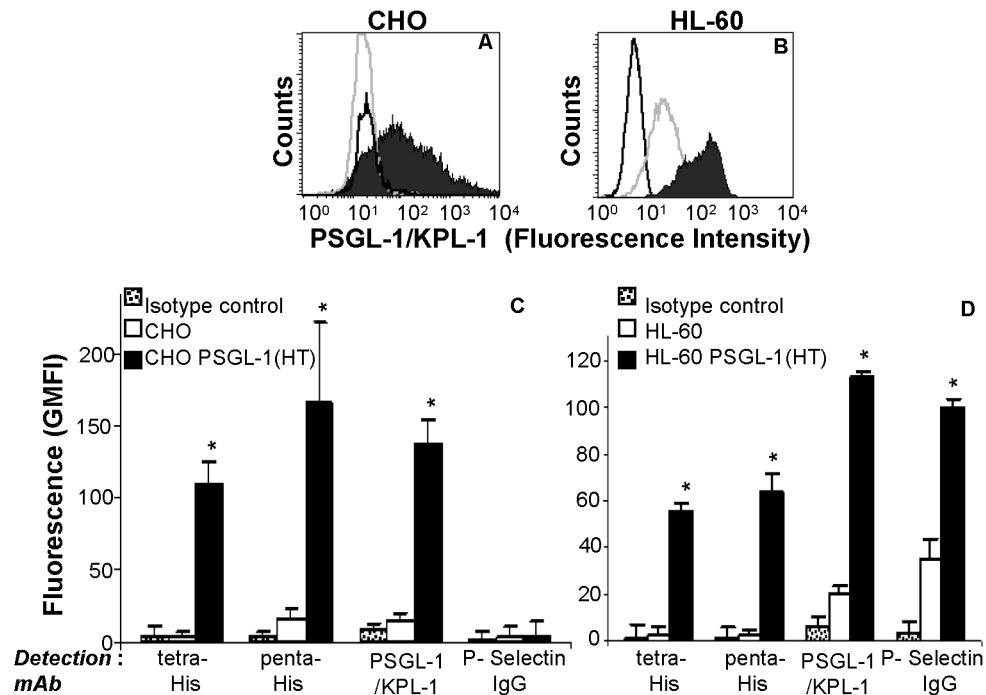 CHO
HL-60
A
B
Counts
Counts
10⁰ 10¹ 10² 10³ 10⁴
10⁰ 10¹ 10² 10³ 10⁴
PSGL-1/KPL-1 (Fluorescence Intensity)
Isotype control
CHO
CHO PSGL-1(HT)
C
Isotype control
HL-60
HL-60 PSGL-1(HT)
D
Fluorescence (GMFI)
200
150
100
50
0
* * *
120
100
80
60
40
20
0
* * * *
Detection : tetra- penta- PSGL-1 P- Selectin
mAb His His /KPL-1 IgG
tetra- penta- PSGL-1 P- Selectin
His His /KPL-1 IgG